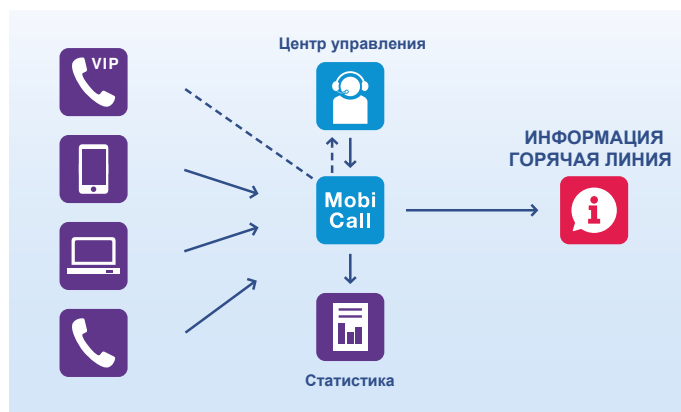 Центр управления
VIP
ИНФОРМАЦИЯ
ГОРЯЧАЯ ЛИНИЯ
Mobi
Call
Статистика